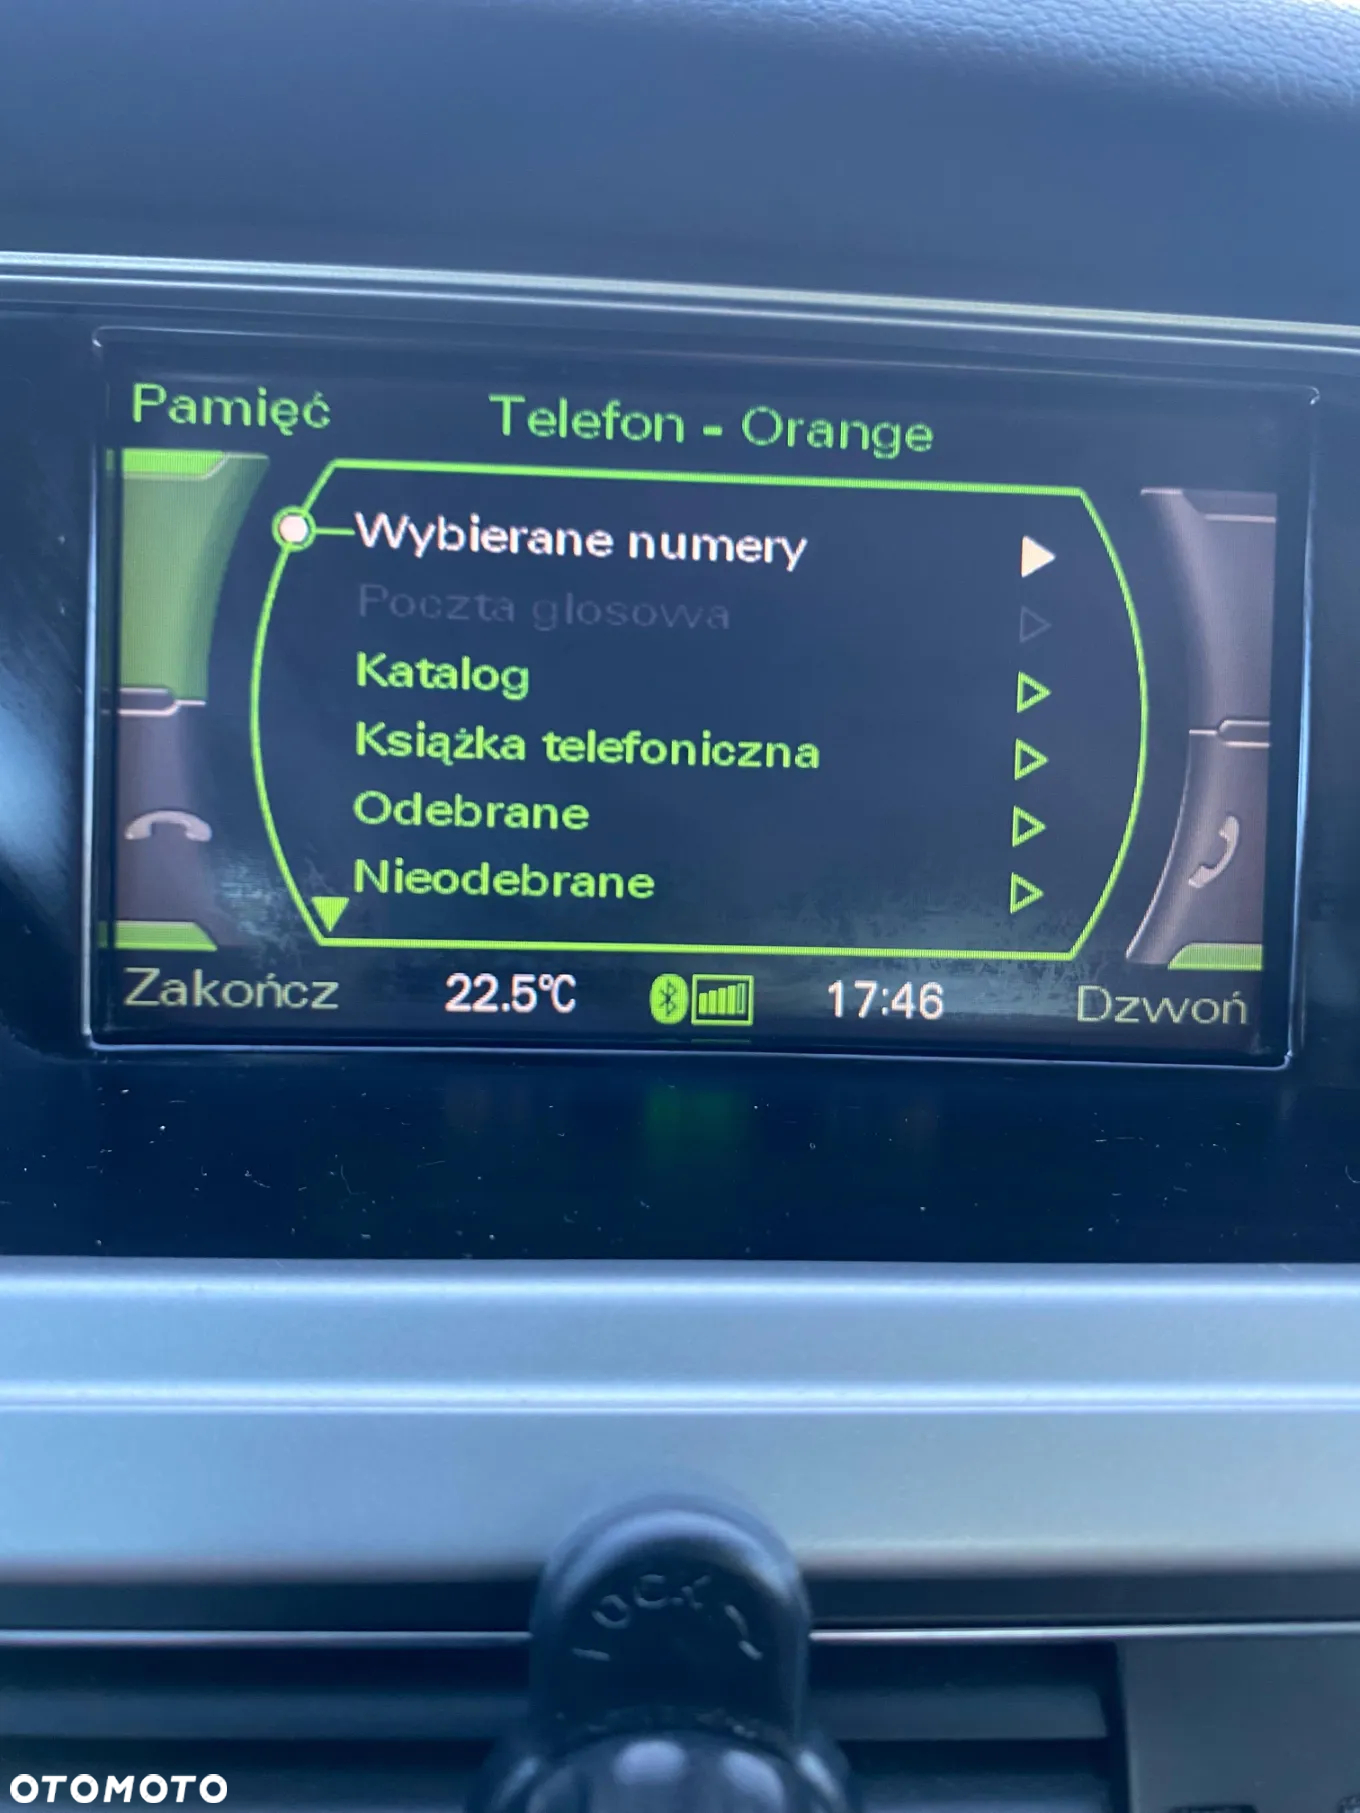 Pamięć
Telefon - Orange
Wybierane numery
Poczta glosowa
Katalog
Książka telefoniczna
Odebrane
Nieodebrane
Zakończ
22.5°C
17:46
Dzwoń
LOCK
OTOMOTO